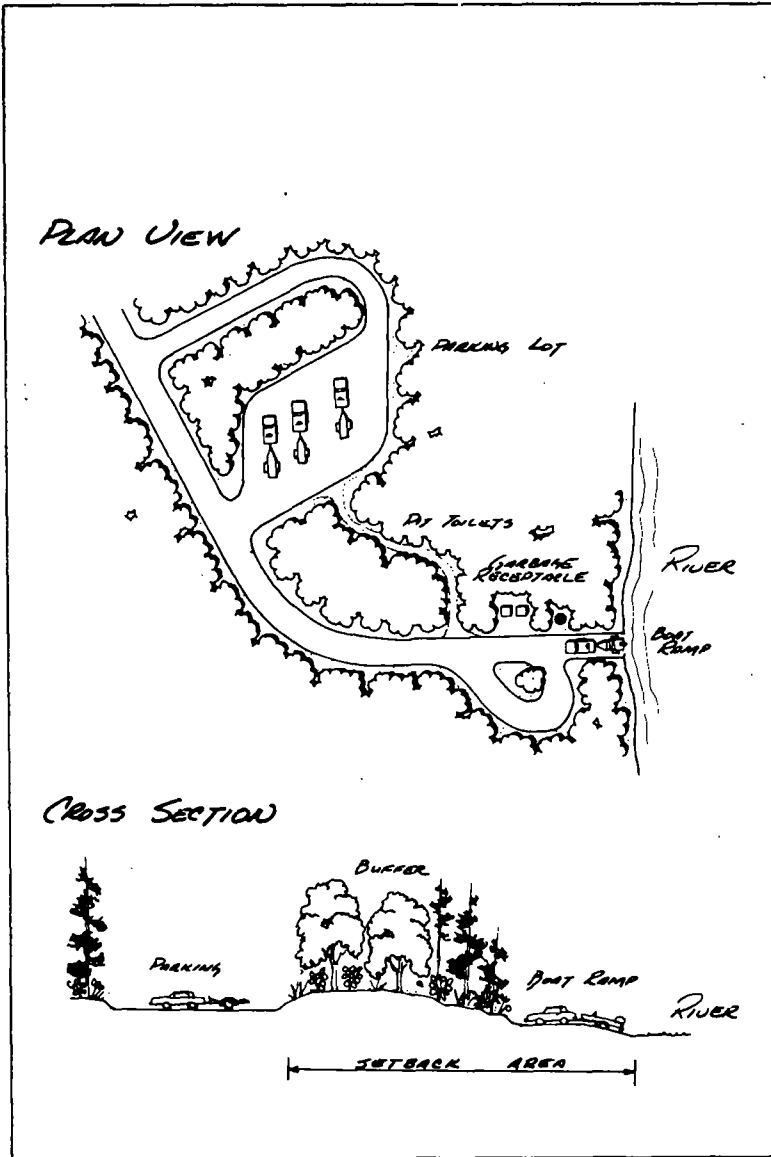 PLAN VIEW
PARKING LOT
PIT TOILETS
GARBAGE
RECEPTACLE
RIVER
BOAT
RAMP
CROSS SECTION
BUFFER
PARKING
BOAT RAMP
RIVER
SETBACK AREA